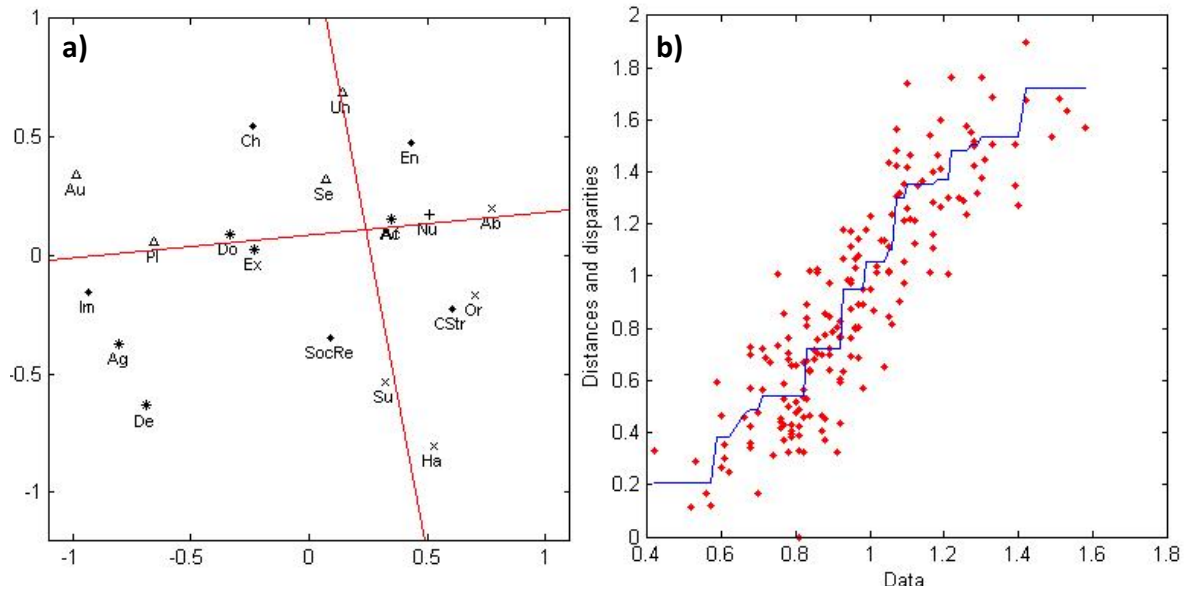 a)
1
0.5
0
-0.5
-1
-1
-0.5
0
0.5
1
Un
Ch
En
Au
Se
Nu
Ab
Do
Pl
Ex
Im
Or
CStr
SocRe
Ag
Su
De
Ha
b)
Distances and disparities
2
1.8
1.6
1.4
1.2
1
0.8
0.6
0.4
0.2
0
0.4
0.6
0.8
1
1.2
1.4
1.6
1.8
Data